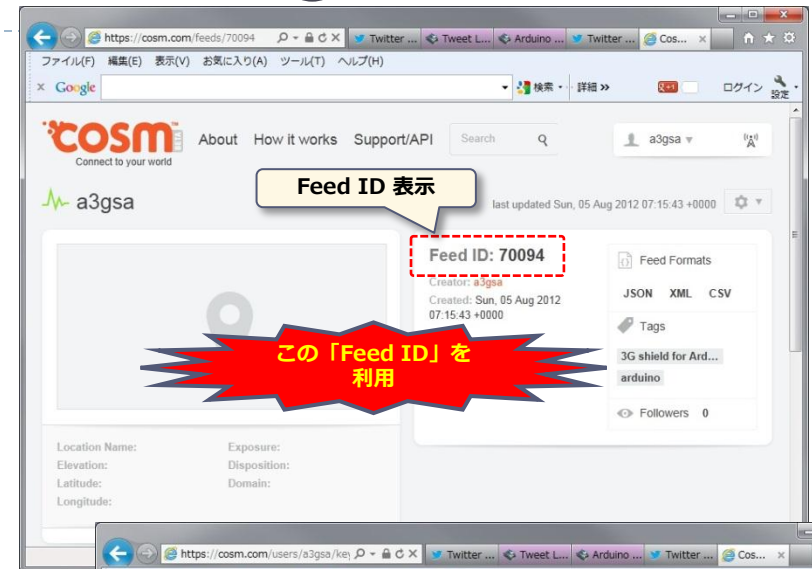 https://cosm.com/feeds/70094
Twitter ...
Tweet L...
Arduino ...
Twitter ...
Cos...
ファイル(F) 編集(E) 表示(V) お気に入り(A) ツール(T) ヘルプ(H)
× Google 検索 詳細 » +1 ログイン 設定
COSM
Connect to your world
About How it works Support/API Search a3gsa
a3gsa
Feed ID 表示
last updated Sun, 05 Aug 2012 07:15:43 +0000
Feed ID: 70094
Creator: a3gsa
Created: Sun, 05 Aug 2012
07:15:43 +0000
Feed Formats
JSON XML CSV
Tags
3G shield for Ard...
arduino
Followers 0
この「Feed ID」を
利用
Location Name:
Elevation:
Latitude:
Longitude:
Exposure:
Disposition:
Domain:
https://cosm.com/users/a3gsa/key
Twitter ...
Tweet L...
Arduino ...
Twitter ...
Cos...